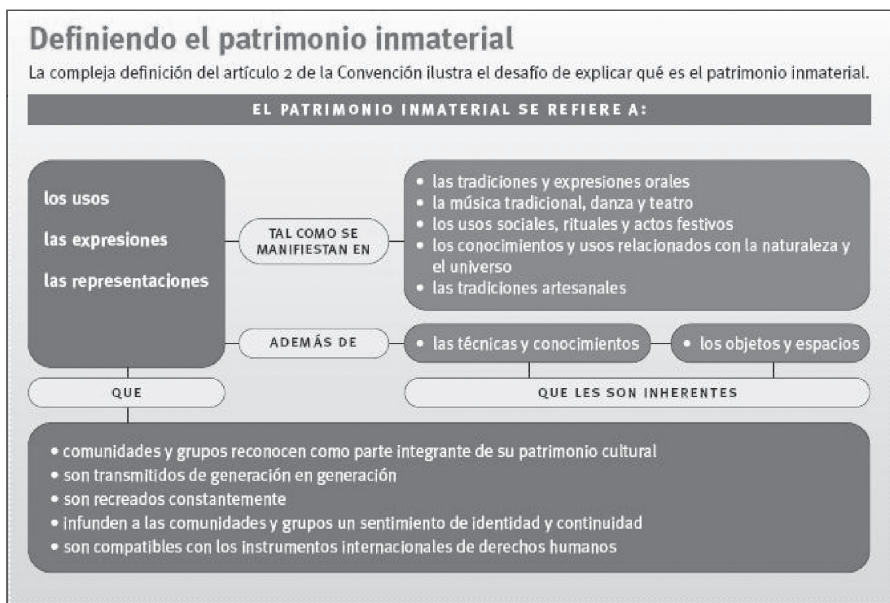 Definiendo el patrimonio inmaterial
La compleja definición del artículo 2 de la Convención ilustra el desafío de explicar qué es el patrimonio inmaterial.
EL PATRIMONIO INMATERIAL SE REFIERE A:
los usos
las expresiones
las representaciones
TAL COMO SE
MANIFIESTAN EN
• las tradiciones y expresiones orales
• la música tradicional, danza y teatro
• los usos sociales, rituales y actos festivos
• los conocimientos y usos relacionados con la naturaleza y
el universo
• las tradiciones artesanales
ADEMÁS DE
• las técnicas y conocimientos
• los objetos y espacios
QUE
QUE LES SON INHERENTES
• comunidades y grupos reconocen como parte integrante de su patrimonio cultural
• son transmitidos de generación en generación
• son recreados constantemente
• infunden a las comunidades y grupos un sentimiento de identidad y continuidad
• son compatibles con los instrumentos internacionales de derechos humanos